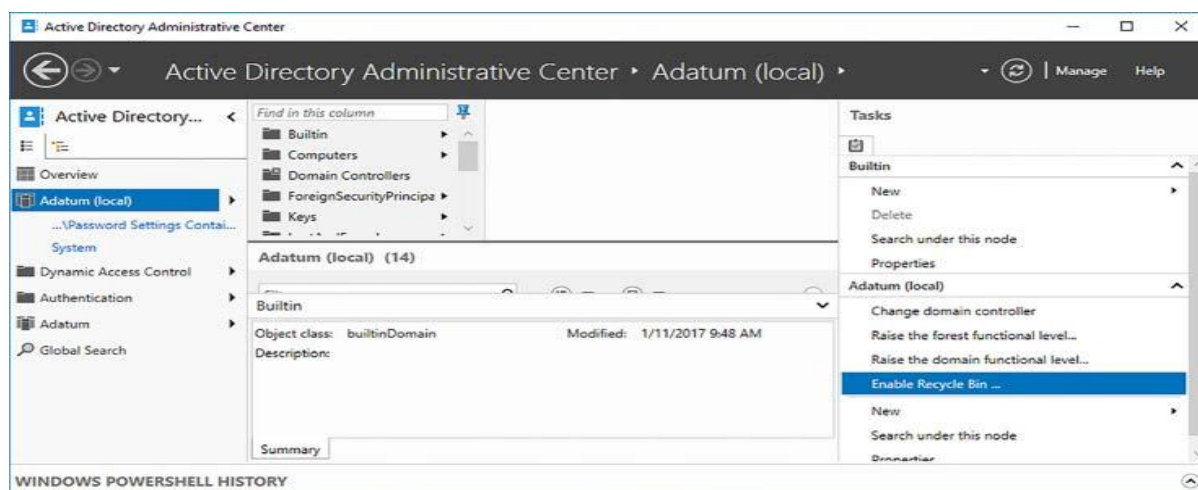 Active Directory Administrative Center
Active Directory Administrative Center • Adatum (local) •
Manage
Help
Active Directory...
Overview
Adatum (local)
...\Password Settings Contai...
System
Dynamic Access Control
Authentication
Adatum
Global Search
Find in this column
Builtin
Computers
Domain Controllers
ForeignSecurityPrincipa
Keys
Adatum (local) (14)
Builtin
Object class: builtinDomain
Modified: 1/11/2017 9:48 AM
Description:
Summary
Tasks
Builtin
New
Delete
Search under this node
Properties
Adatum (local)
Change domain controller
Raise the forest functional level...
Raise the domain functional level...
Enable Recycle Bin ...
New
Search under this node
Properties
WINDOWS POWERSHELL HISTORY